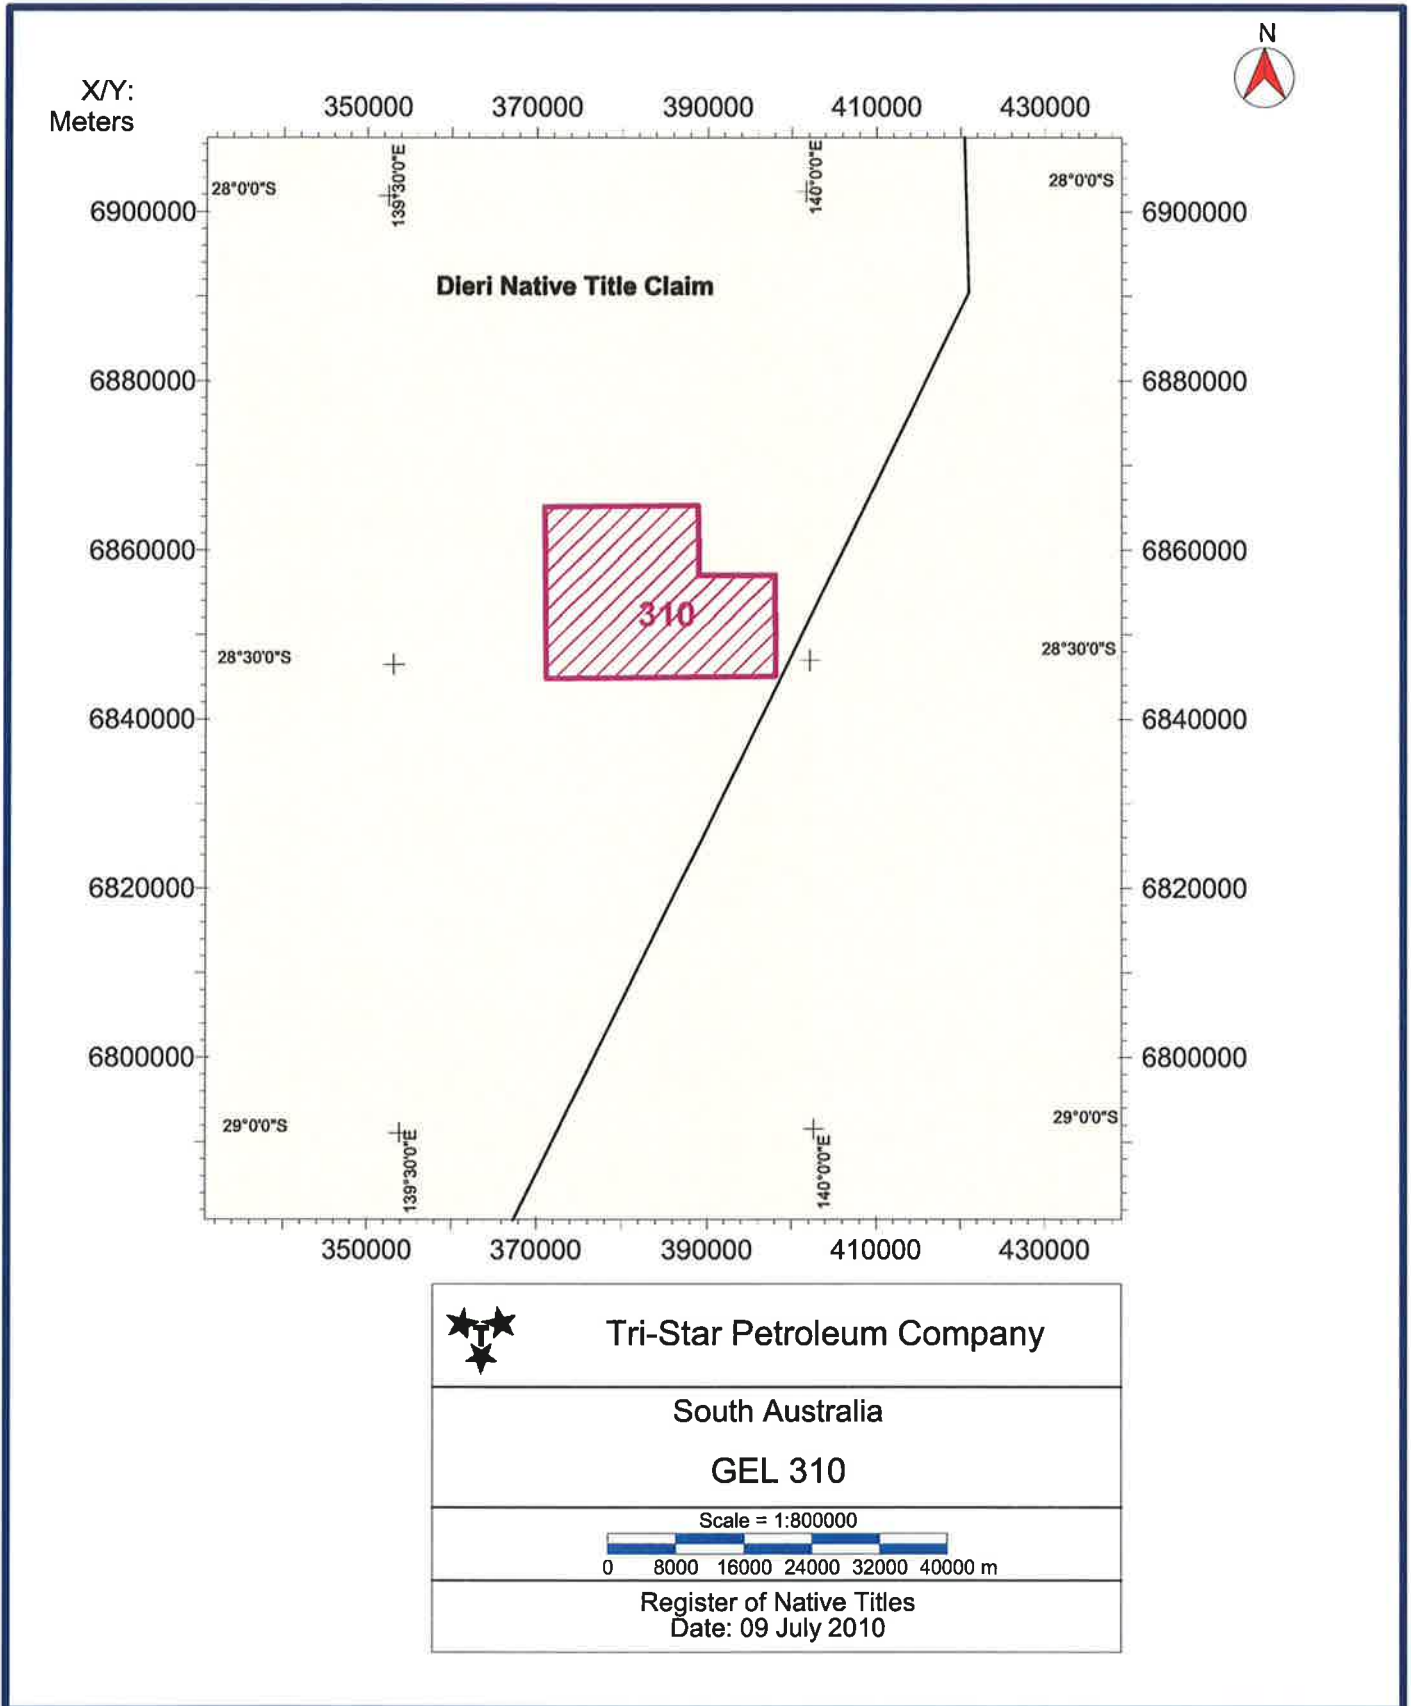 N
X/Y:
Meters
350000 370000 390000 410000 430000
139°30'0"E 140°0'0"E
28°0'0"S 28°0'0"S
6900000 6900000
Dieri Native Title Claim
6880000 6880000
6860000 6860000
310
28°30'0"S 28°30'0"S
6840000 6840000
6820000 6820000
6800000 6800000
29°0'0"S 29°0'0"S
139°30'0"E 140°0'0"E
350000 370000 390000 410000 430000
T
Tri-Star Petroleum Company
South Australia
GEL 310
Scale = 1:800000
0 8000 16000 24000 32000 40000 m
Register of Native Titles
Date: 09 July 2010